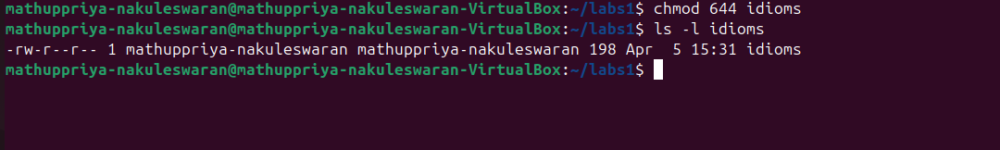 mathuppriya-nakuleswaran@mathuppriya-nakuleswaran-VirtualBox:~/labs1$ chmod 644 idioms
mathuppriya-nakuleswaran@mathuppriya-nakuleswaran-VirtualBox:~/labs1$ ls -l idioms
-rw-r--r-- 1 mathuppriya-nakuleswaran mathuppriya-nakuleswaran 198 Apr  5 15:31 idioms
mathuppriya-nakuleswaran@mathuppriya-nakuleswaran-VirtualBox:~/labs1$